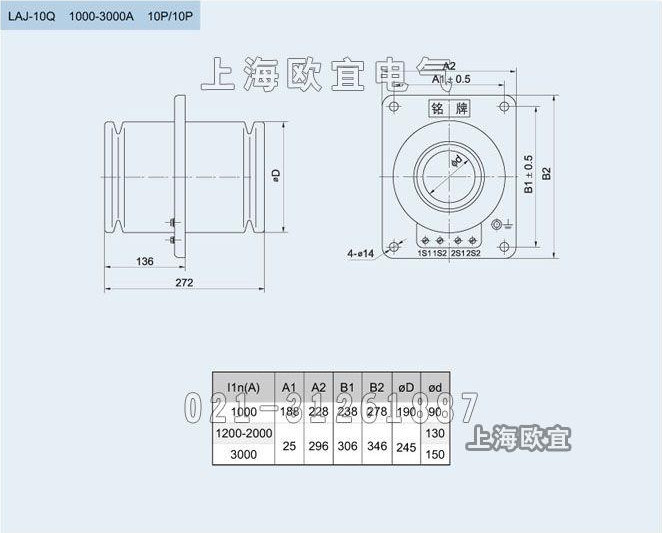 LAJ-10Q 1000-3000A 10P/10P
上海欧宜电气
A2
A1±0.5
铭牌
øD
ød
B1±0.5
B2
4-ø14
1S1 1S2 2S1 2S2
136
272
I1n(A) A1 A2 B1 B2 øD ød
1000 188 228 238 278 190 90
021-31261887
1200-2000 130
25 296 306 346 245
3000 150
上海欧宜